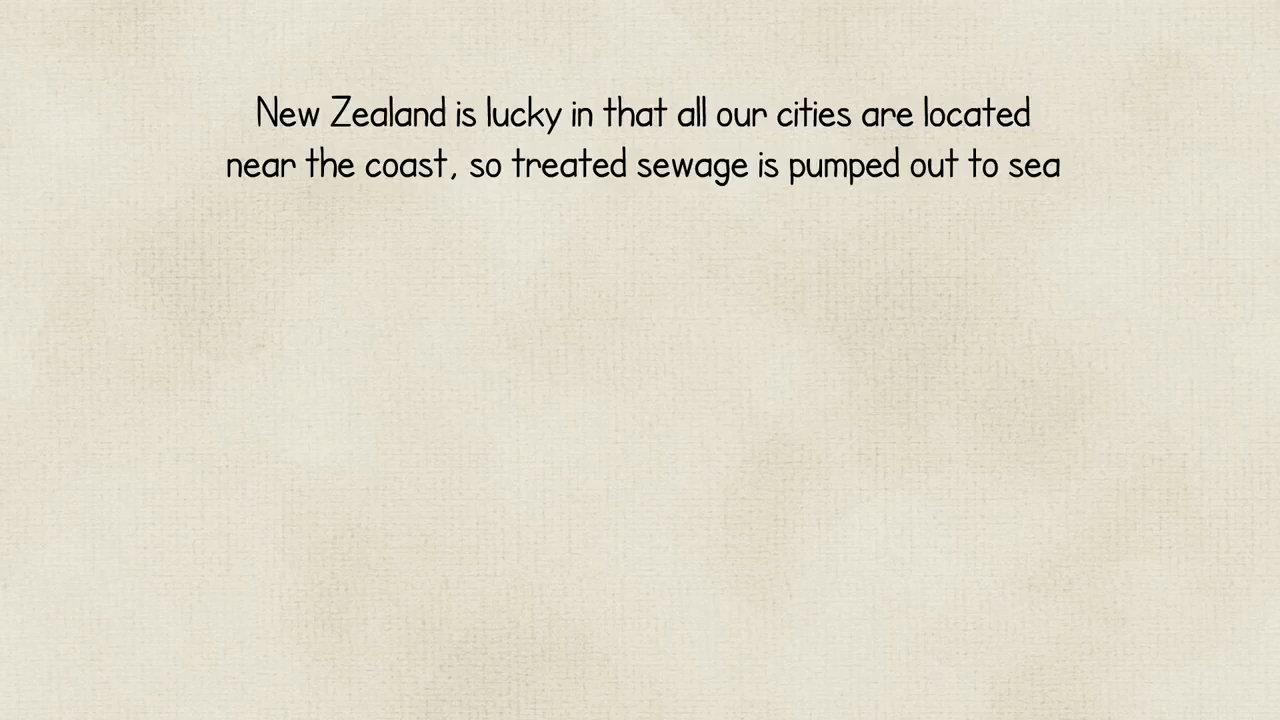 New Zealand is lucky in that all our cities are located
near the coast, so treated sewage is pumped out to sea